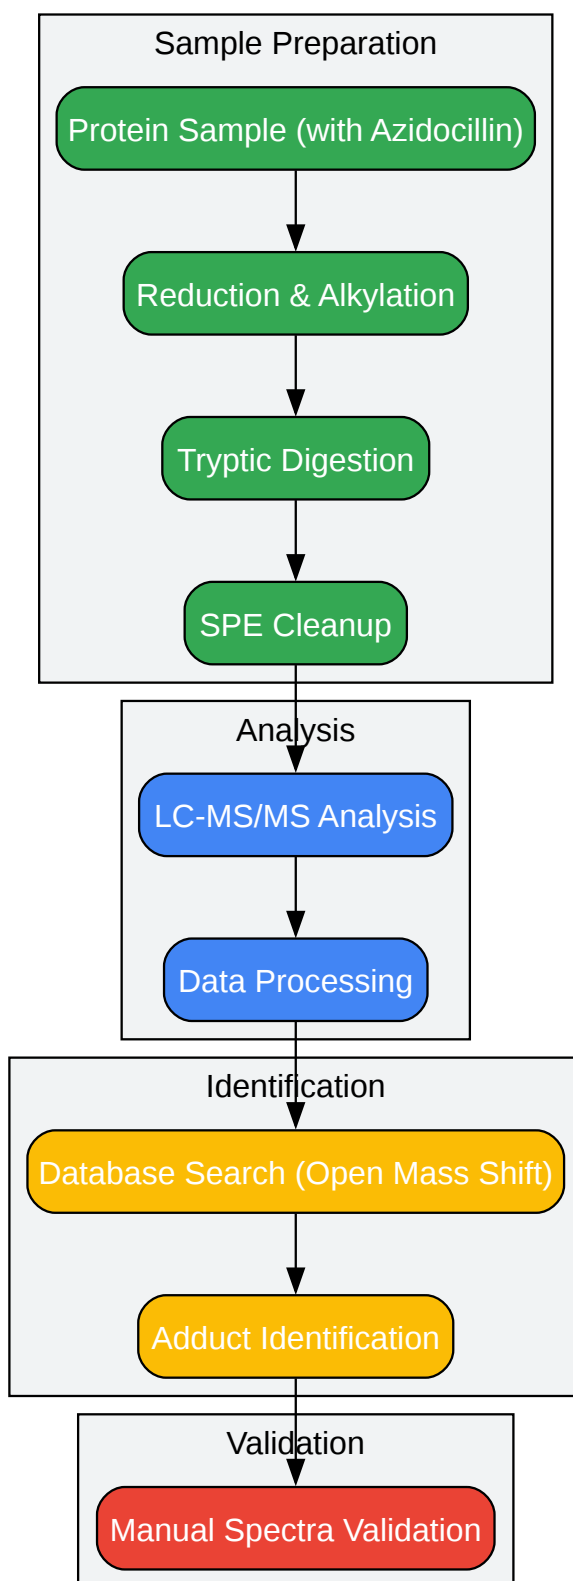 Sample Preparation
Protein Sample (with Azidocillin)
Reduction & Alkylation
Tryptic Digestion
SPE Cleanup
Analysis
LC-MS/MS Analysis
Data Processing
Identification
Database Search (Open Mass Shift)
Adduct Identification
Validation
Manual Spectra Validation